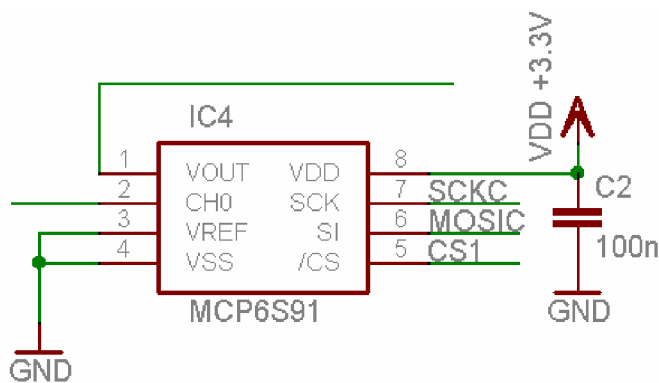 VDD +3.3V
IC4
1 VOUT VDD 8
2 CH0 SCK 7 SCKC
3 VREF SI 6 MOSIC
4 VSS /CS 5 CS1
MCP6S91
C2
100n
GND
GND